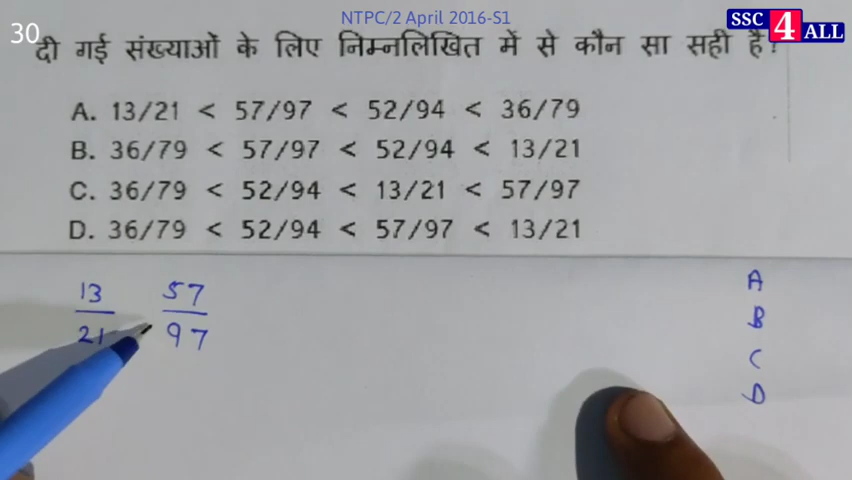 NTPC/2 April 2016-S1
SSC 4 ALL
30
दी गई संख्याओं के लिए निम्नलिखित में से कौन सा सही है?
A. 13/21 < 57/97 < 52/94 < 36/79
B. 36/79 < 57/97 < 52/94 < 13/21
C. 36/79 < 52/94 < 13/21 < 57/97
D. 36/79 < 52/94 < 57/97 < 13/21
13 57
21 97
A
B
C
D